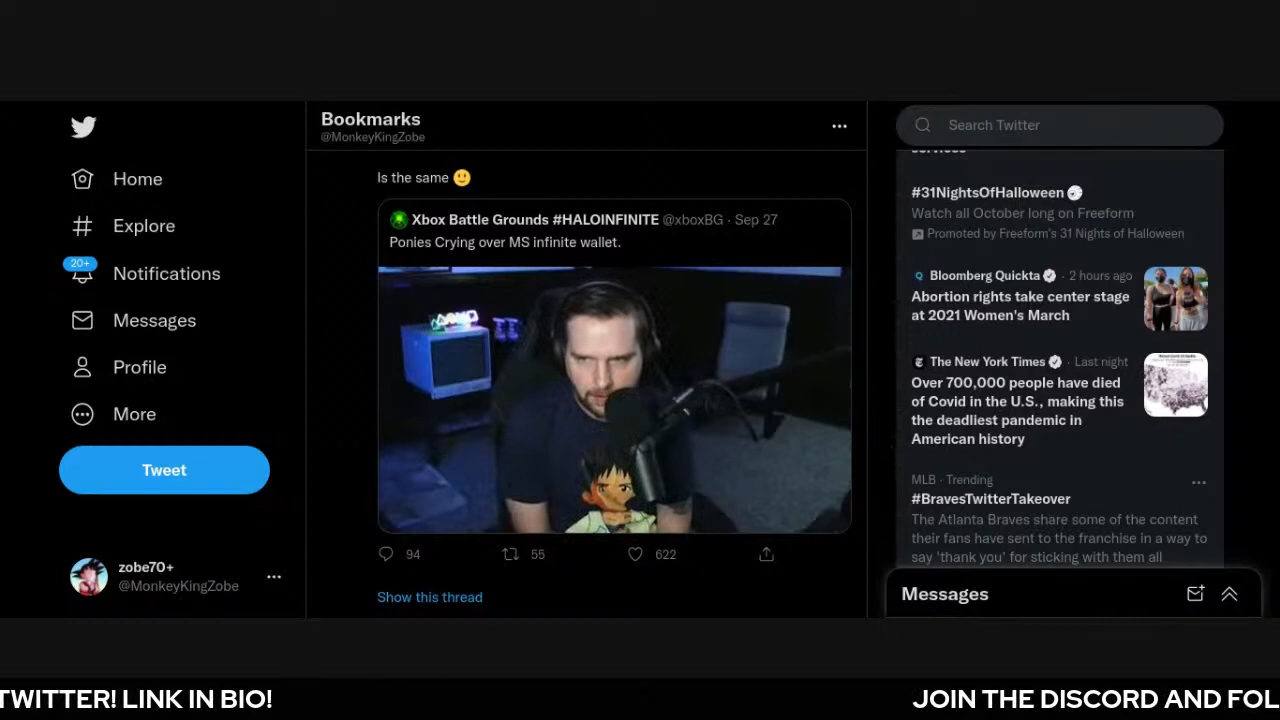 Home
Explore
20+
Notifications
Messages
Profile
More
Tweet
zobe70+
@MonkeyKingZobe
Bookmarks
@MonkeyKingZobe
Is the same
Xbox Battle Grounds #HALOINFINITE @xboxBG · Sep 27
Ponies Crying over MS infinite wallet.
94 55 622
Show this thread
Search Twitter
#31NightsOfHalloween
Watch all October long on Freeform
Promoted by Freeform's 31 Nights of Halloween
Bloomberg Quickta · 2 hours ago
Abortion rights take center stage
at 2021 Women's March
The New York Times · Last night
Over 700,000 people have died
of Covid in the U.S., making this
the deadliest pandemic in
American history
MLB · Trending
#BravesTwitterTakeover
The Atlanta Braves share some of the content
their fans have sent to the franchise in a way to
say 'thank you' for sticking with them all
Messages
TWITTER! LINK IN BIO! JOIN THE DISCORD AND FOL